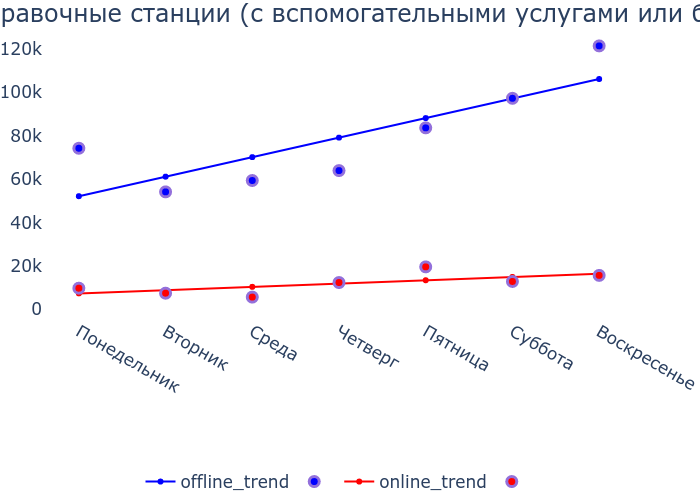 равочные станции (с вспомогательными услугами или б
120k
100k
80k
60k
40k
20k
0
Понедельник
Вторник
Среда
Четверг
Пятница
Суббота
Воскресенье
offline_trend
online_trend